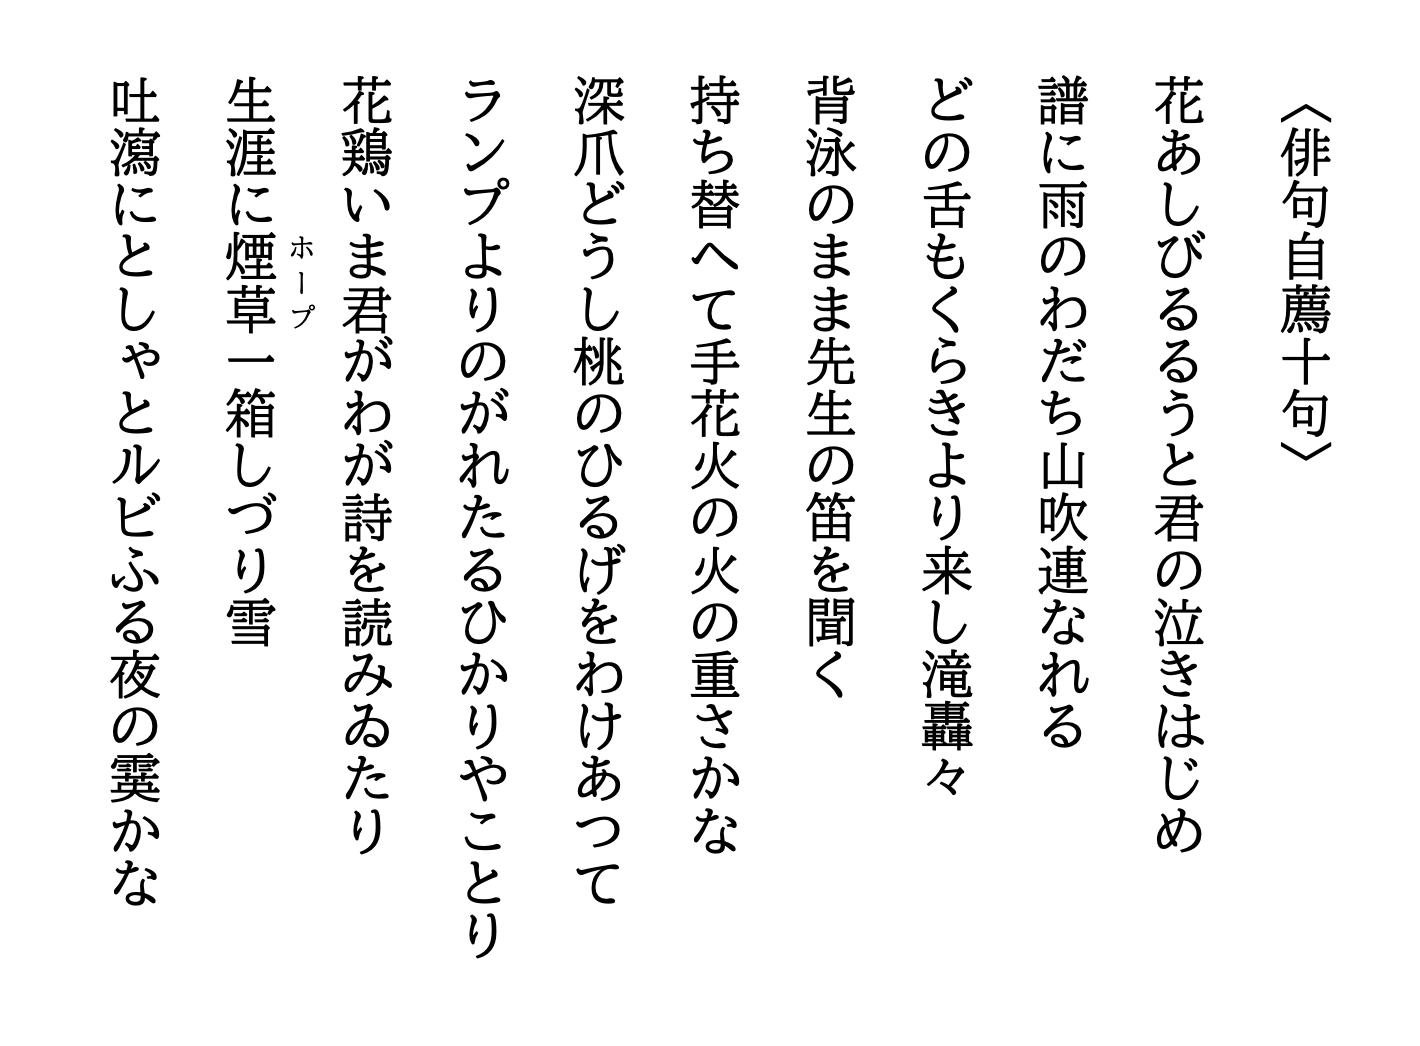 〈俳句自薦十句〉
花あしびるるうと君の泣きはじめ
譜に雨のわだち山吹連なれる
どの舌もくらきより来し滝轟々
背泳のまま先生の笛を聞く
持ち替へて手花火の火の重さかな
深爪どうし桃のひるげをわけあつて
ランプよりのがれたるひかりやことり
花鶏いま君がわが詩を読みゐたり
生涯に煙草一箱しづり雪
ホープ
吐瀉にとしゃとルビふる夜の霙かな